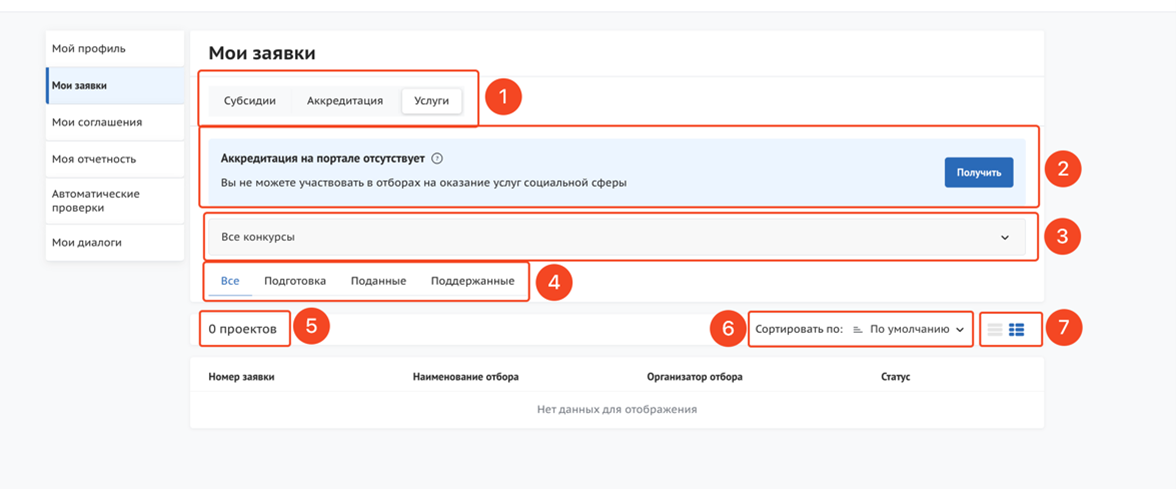 Мой профиль
Мои заявки
Мои соглашения
Моя отчетность
Автоматические
проверки
Мои диалоги
Мои заявки
Субсидии Аккредитация Услуги
1
Аккредитация на портале отсутствует ?
Вы не можете участвовать в отборах на оказание услуг социальной сферы
Получить
2
Все конкурсы
3
Все Подготовка Поданные Поддержанные
4
0 проектов
5
6
Сортировать по: По умолчанию
7
Номер заявки Наименование отбора Организатор отбора Статус
Нет данных для отображения